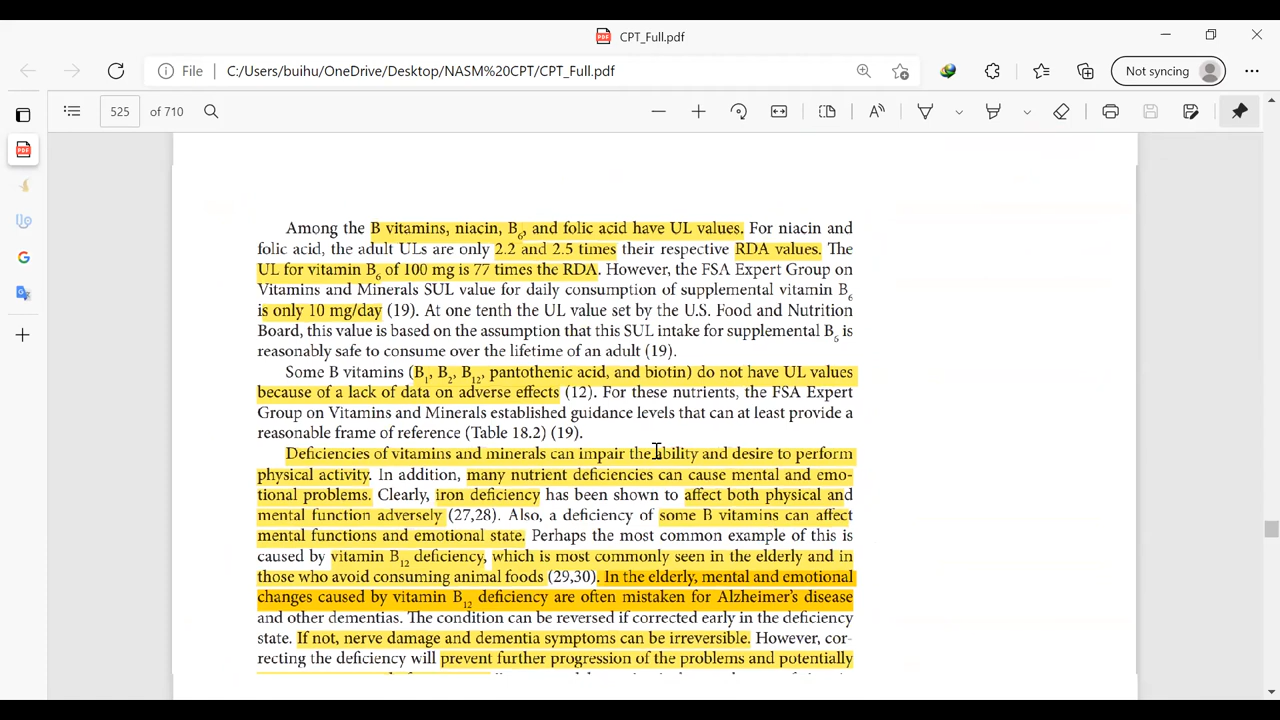 CPT_Full.pdf
File
C:/Users/buihu/OneDrive/Desktop/NASM%20CPT/CPT_Full.pdf
Not syncing
525 of 710
Among the B vitamins, niacin, B6, and folic acid have UL values. For niacin and
folic acid, the adult ULs are only 2.2 and 2.5 times their respective RDA values. The
UL for vitamin B6 of 100 mg is 77 times the RDA. However, the FSA Expert Group on
Vitamins and Minerals SUL value for daily consumption of supplemental vitamin B6
is only 10 mg/day (19). At one tenth the UL value set by the U.S. Food and Nutrition
Board, this value is based on the assumption that this SUL intake for supplemental B6 is
reasonably safe to consume over the lifetime of an adult (19).
Some B vitamins (B1, B2, B12, pantothenic acid, and biotin) do not have UL values
because of a lack of data on adverse effects (12). For these nutrients, the FSA Expert
Group on Vitamins and Minerals established guidance levels that can at least provide a
reasonable frame of reference (Table 18.2) (19).
Deficiencies of vitamins and minerals can impair the ability and desire to perform
physical activity. In addition, many nutrient deficiencies can cause mental and emo-
tional problems. Clearly, iron deficiency has been shown to affect both physical and
mental function adversely (27,28). Also, a deficiency of some B vitamins can affect
mental functions and emotional state. Perhaps the most common example of this is
caused by vitamin B12 deficiency, which is most commonly seen in the elderly and in
those who avoid consuming animal foods (29,30). In the elderly, mental and emotional
changes caused by vitamin B12 deficiency are often mistaken for Alzheimer's disease
and other dementias. The condition can be reversed if corrected early in the deficiency
state. If not, nerve damage and dementia symptoms can be irreversible. However, cor-
recting the deficiency will prevent further progression of the problems and potentially